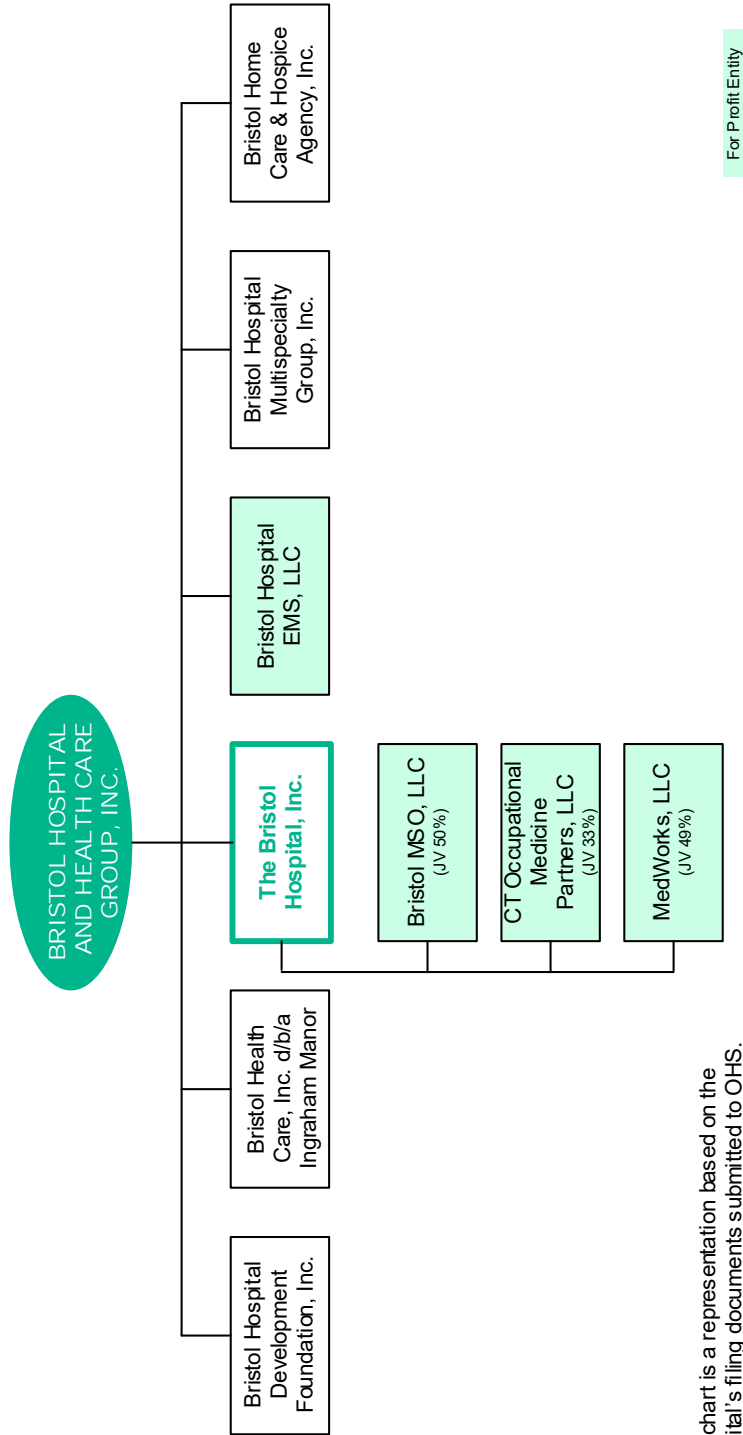 BRISTOL HOSPITAL
AND HEALTH CARE
GROUP, INC.
Bristol Hospital
Development
Foundation, Inc.
Bristol Health
Care, Inc. d/b/a
Ingraham Manor
The Bristol
Hospital, Inc.
Bristol Hospital
EMS, LLC
Bristol Hospital
Multispecialty
Group, Inc.
Bristol Home
Care & Hospice
Agency, Inc.
Bristol MSO, LLC
(JV 50%)
CT Occupational
Medicine
Partners, LLC
(JV 33%)
MedWorks, LLC
(JV 49%)
chart is a representation based on the
ital's filing documents submitted to OHS.
For Profit Entity